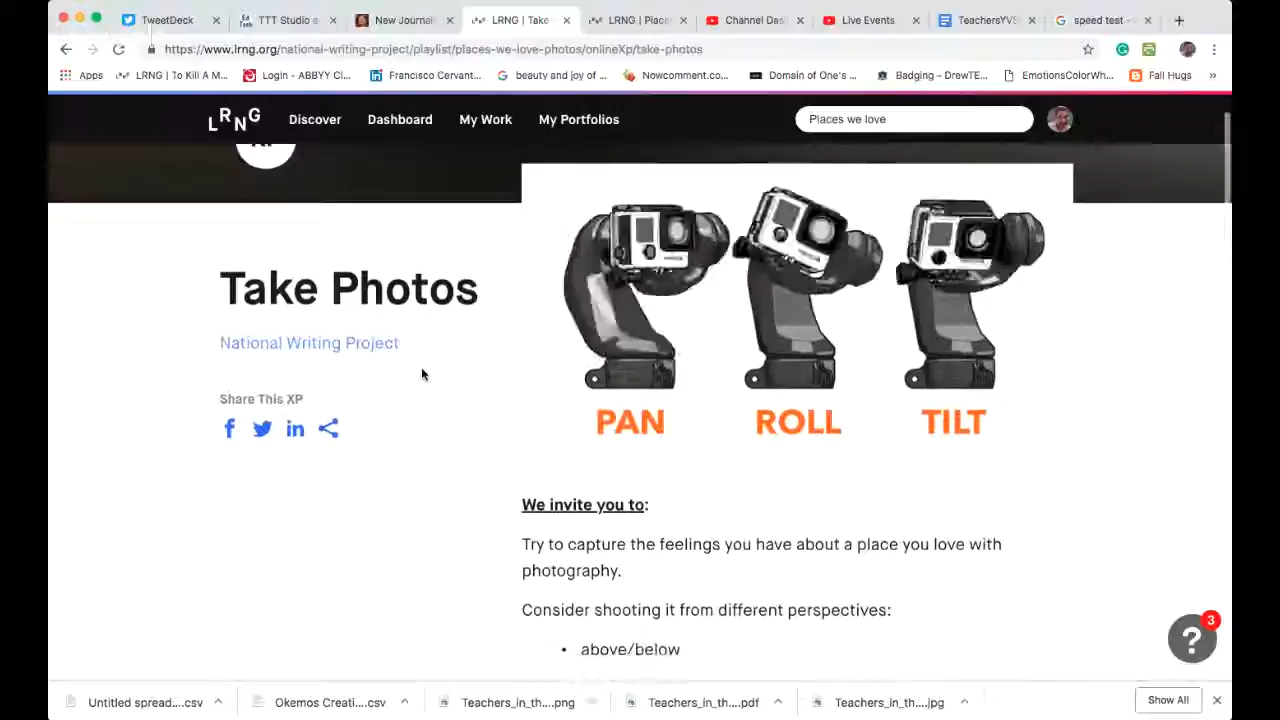 TweetDeck
TTT Studio a
New Journal
LRNG | Take
LRNG | Place
Channel Das
Live Events
TeachersYVS
speed test -
https://www.lrng.org/national-writing-project/playlist/places-we-love-photos/onlineXp/take-photos
Apps
LRNG | To Kill A M...
Login - ABBYY Cl...
Francisco Cervant...
beauty and joy of ...
Nowcomment.co...
Domain of One's ...
Badging – DrewTE...
EmotionsColorWh...
Fall Hugs
LRNG
Discover
Dashboard
My Work
My Portfolios
Places we love
Take Photos
National Writing Project
Share This XP
PAN ROLL TILT
We invite you to:
Try to capture the feelings you have about a place you love with
photography.
Consider shooting it from different perspectives:
• above/below
3
?
Untitled spread....csv
Okemos Creati....csv
Teachers_in_th....png
Teachers_in_th....pdf
Teachers_in_th....jpg
Show All